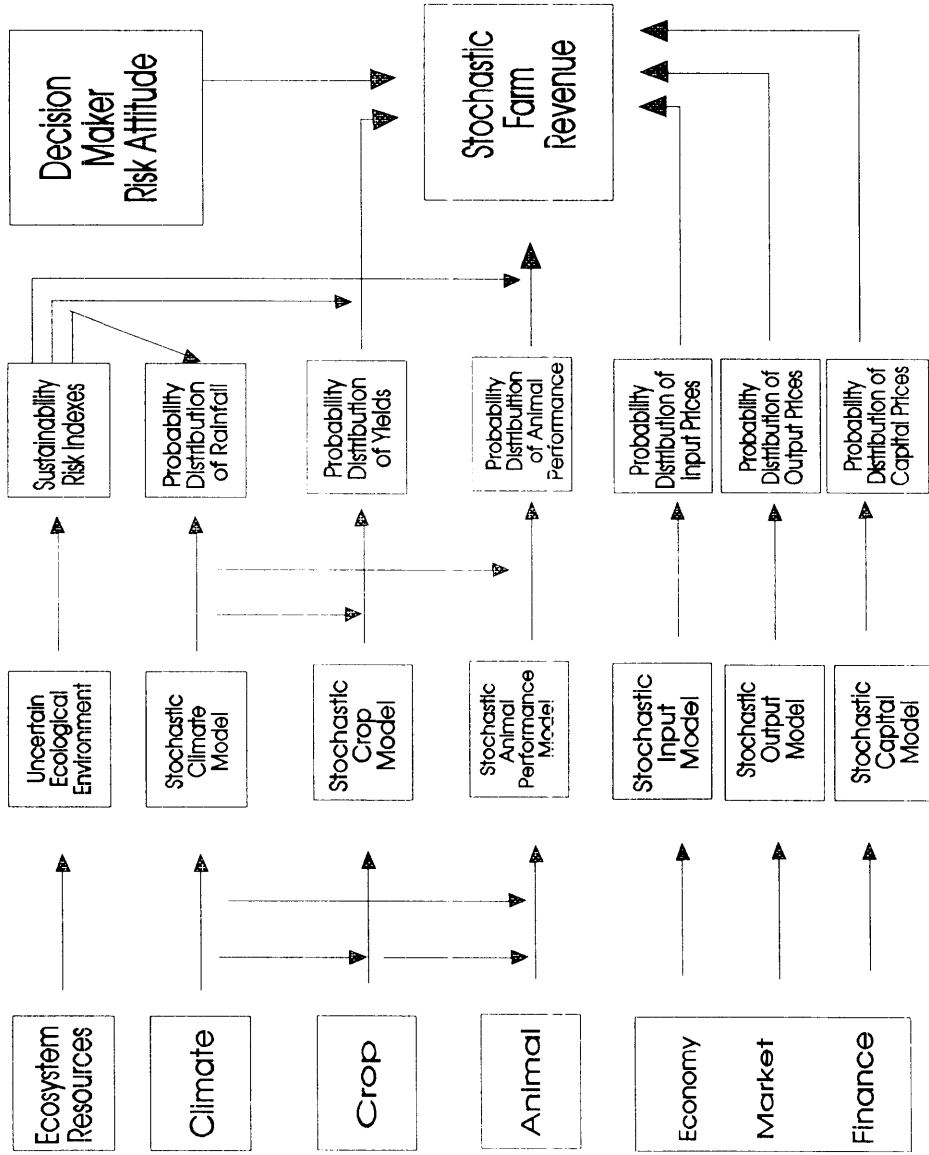 Ecosystem
Resources
Climate
Crop
Animal
Economy
Market
Finance
Uncertain
Ecological
Environment
Stochastic
Climate
Model
Stochastic
Crop
Model
Stochastic
Animal
Performance
Model
Stochastic
Input
Model
Stochastic
Output
Model
Stochastic
Capital
Model
Sustainability
Risk Indexes
Probability
Distribution
of Rainfall
Probability
Distribution
of Yields
Probability
Distribution
of Animal
Performance
Probability
Distribution of
Input Prices
Probability
Distribution of
Output Prices
Probability
Distribution of
Capital Prices
Decision
Maker
Risk Attitude
Stochastic
Farm
Revenue